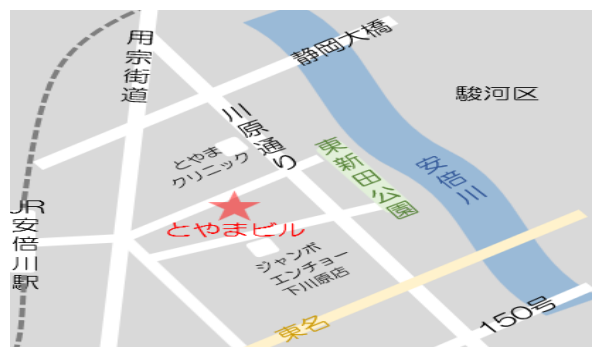 用宗街道
静岡大橋
駿河区
川原通り
とやま
クリニック
東新田公園
安倍川
とやまビル
JR安倍川駅
ジャンボ
エンチョー
下川原店
東名
150号